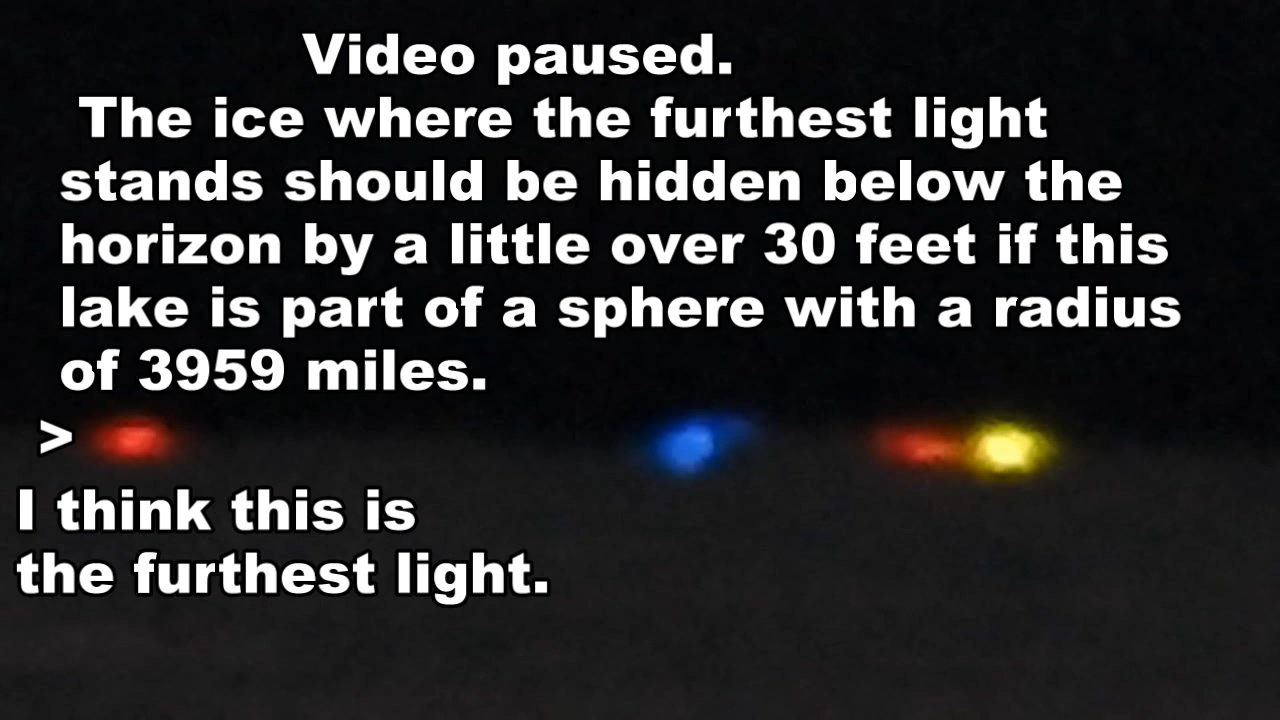 Video paused.
The ice where the furthest light
stands should be hidden below the
horizon by a little over 30 feet if this
lake is part of a sphere with a radius
of 3959 miles.
>
I think this is
the furthest light.